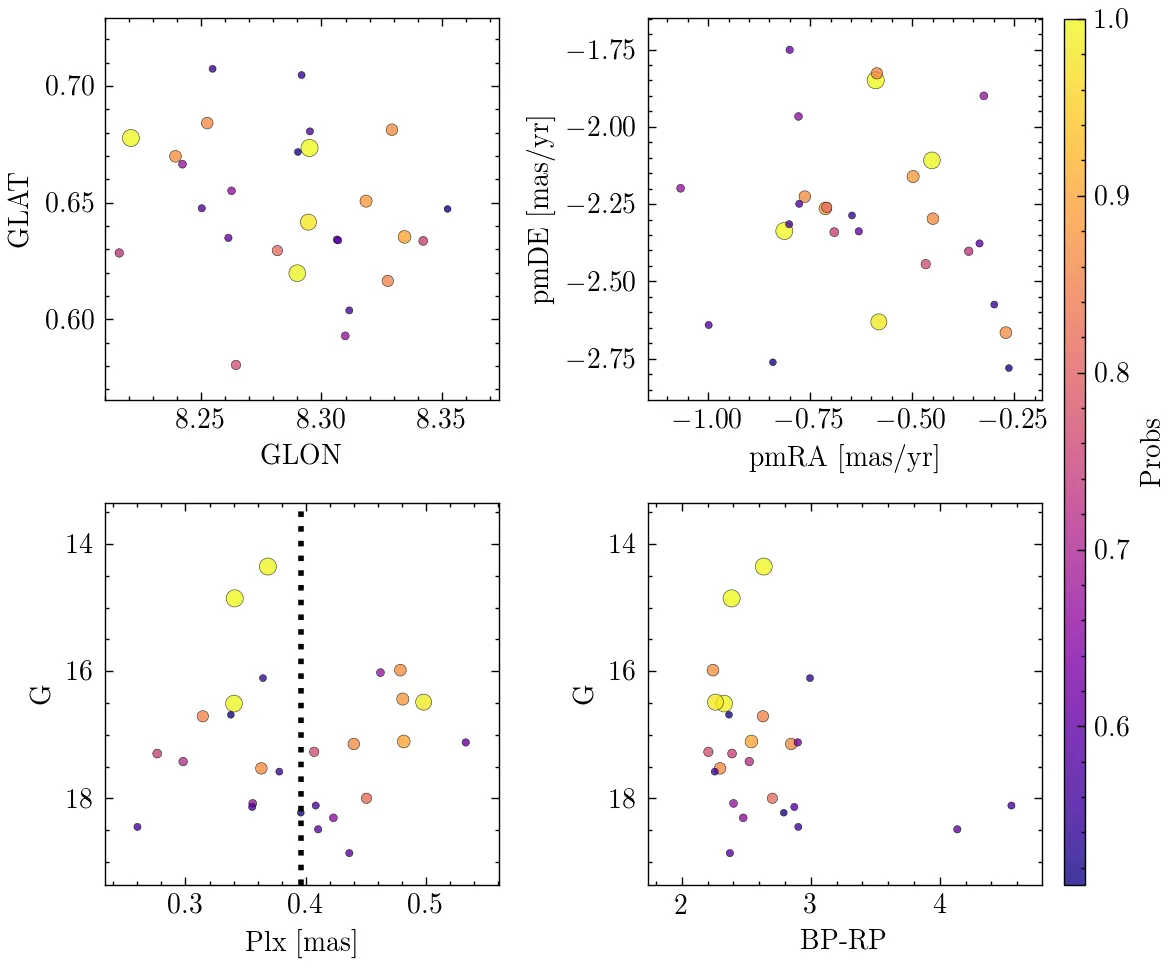 0.70
0.65
0.60
GLAT
8.25 8.30 8.35
GLON
−1.75
−2.00
−2.25
−2.50
−2.75
pmDE [mas/yr]
−1.00 −0.75 −0.50 −0.25
pmRA [mas/yr]
14
16
18
G
0.3 0.4 0.5
Plx [mas]
14
16
18
G
2 3 4
BP-RP
1.0
0.9
0.8
0.7
0.6
Probs